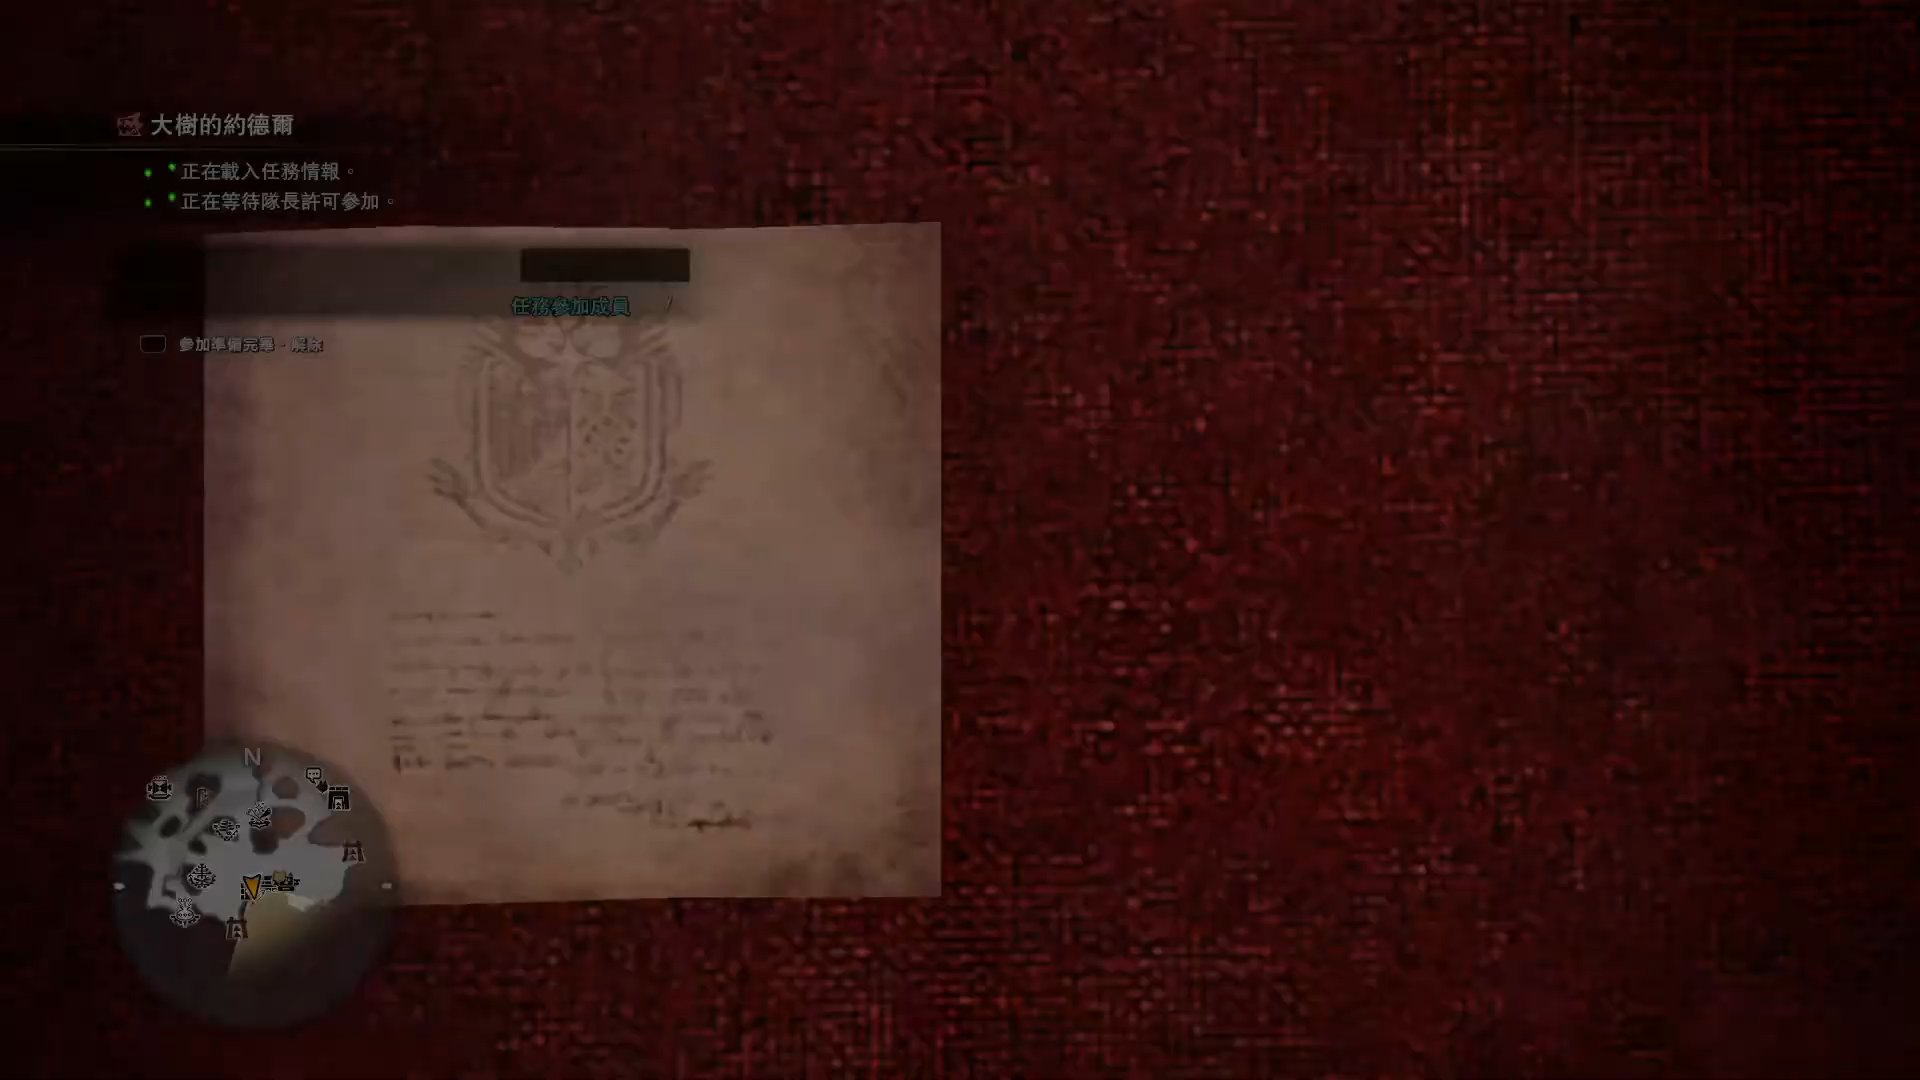 大樹的約德爾
正在載入任務情報。
正在等待隊長許可參加。
任務參加成員 /
參加準備完畢・解除
N